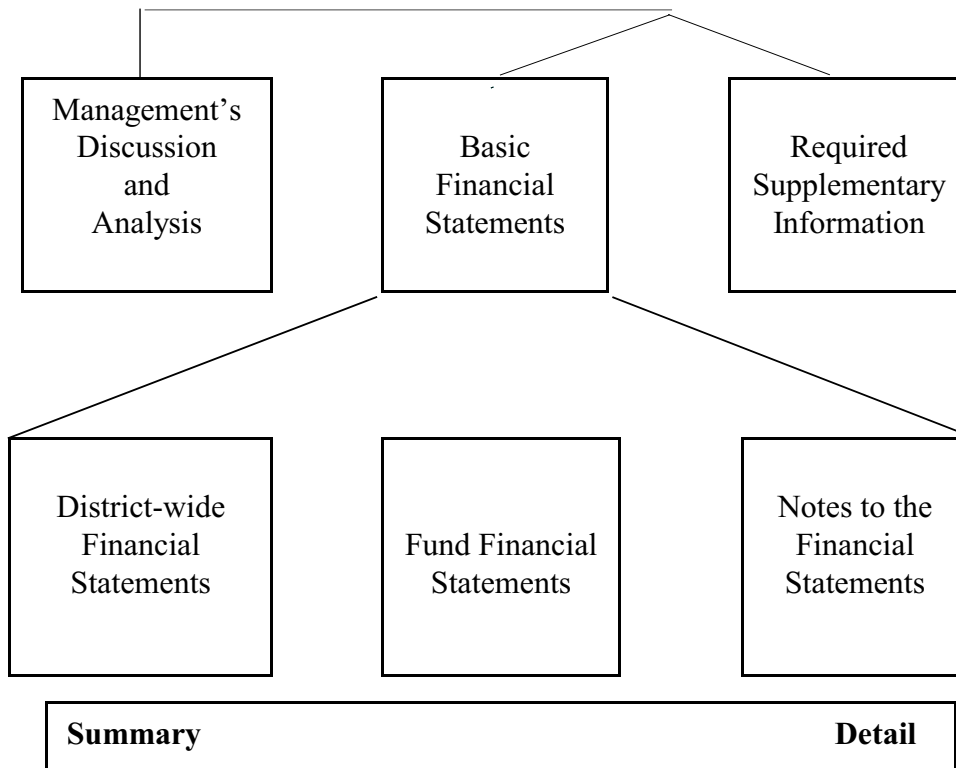 Management’s
Discussion
and
Analysis
Basic
Financial
Statements
Required
Supplementary
Information
District-wide
Financial
Statements
Fund Financial
Statements
Notes to the
Financial
Statements
Summary Detail